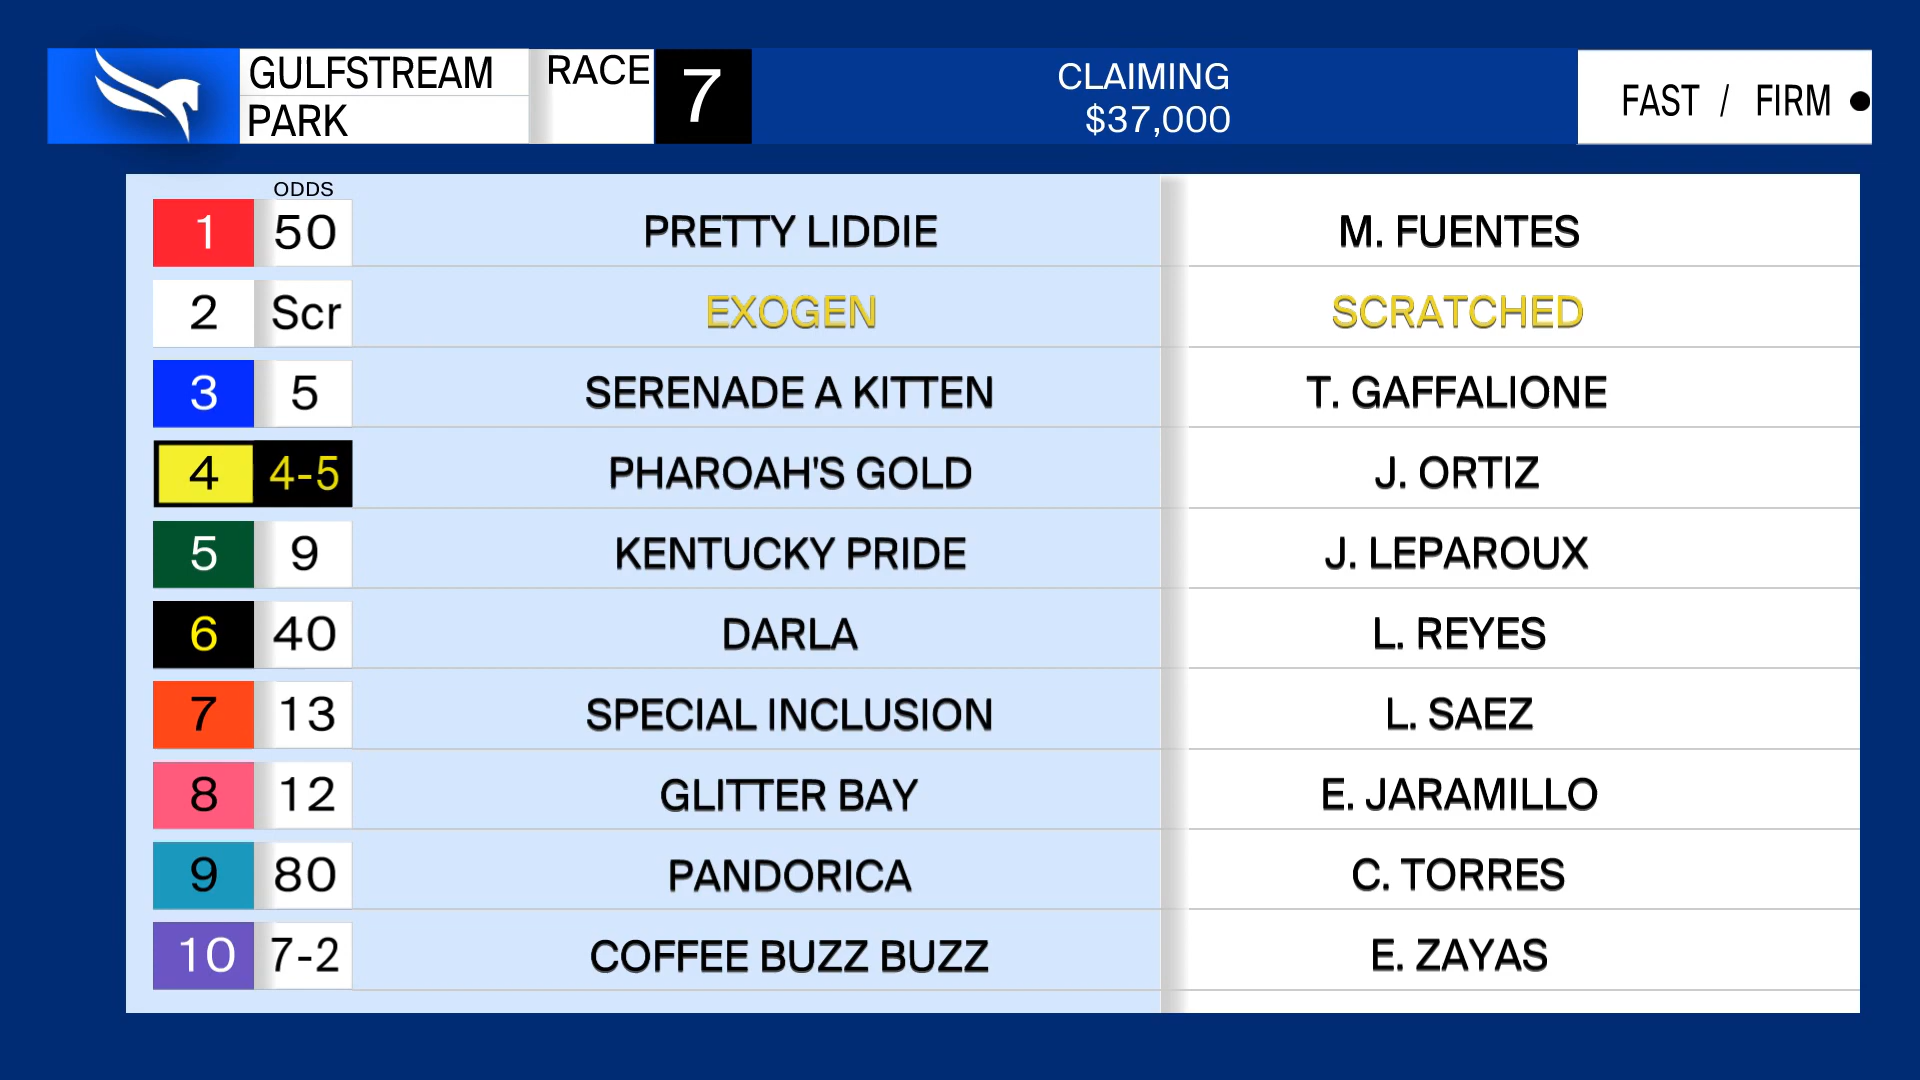 GULFSTREAM
PARK
RACE
7
CLAIMING
$37,000
FAST / FIRM
ODDS
1 50 PRETTY LIDDIE M. FUENTES
2 Scr EXOGEN SCRATCHED
3 5 SERENADE A KITTEN T. GAFFALIONE
4 4-5 PHAROAH'S GOLD J. ORTIZ
5 9 KENTUCKY PRIDE J. LEPAROUX
6 40 DARLA L. REYES
7 13 SPECIAL INCLUSION L. SAEZ
8 12 GLITTER BAY E. JARAMILLO
9 80 PANDORICA C. TORRES
10 7-2 COFFEE BUZZ BUZZ E. ZAYAS